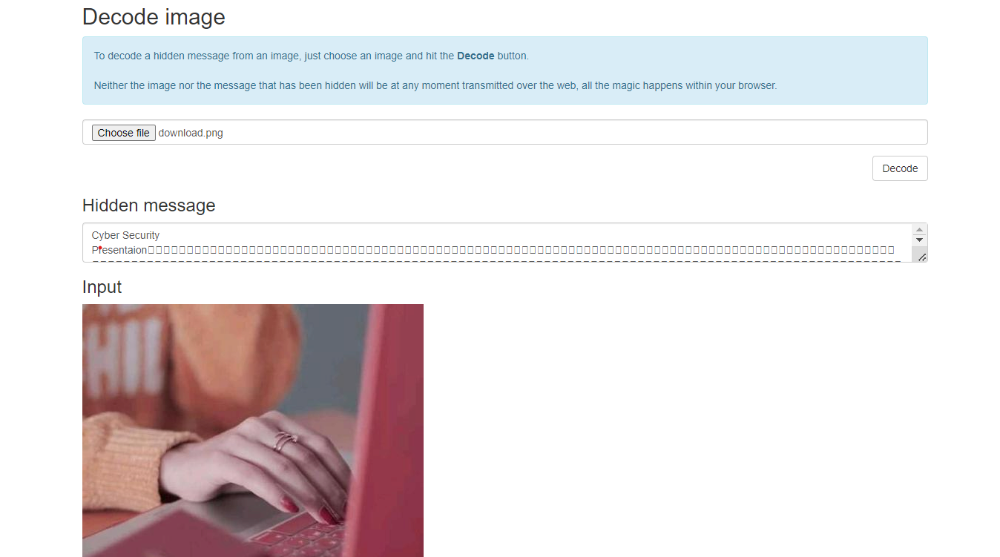 Decode image
To decode a hidden message from an image, just choose an image and hit the Decode button.
Neither the image nor the message that has been hidden will be at any moment transmitted over the web, all the magic happens within your browser.
Choose file download.png
Decode
Hidden message
Cyber Security
Presentaion
Input
CHIL